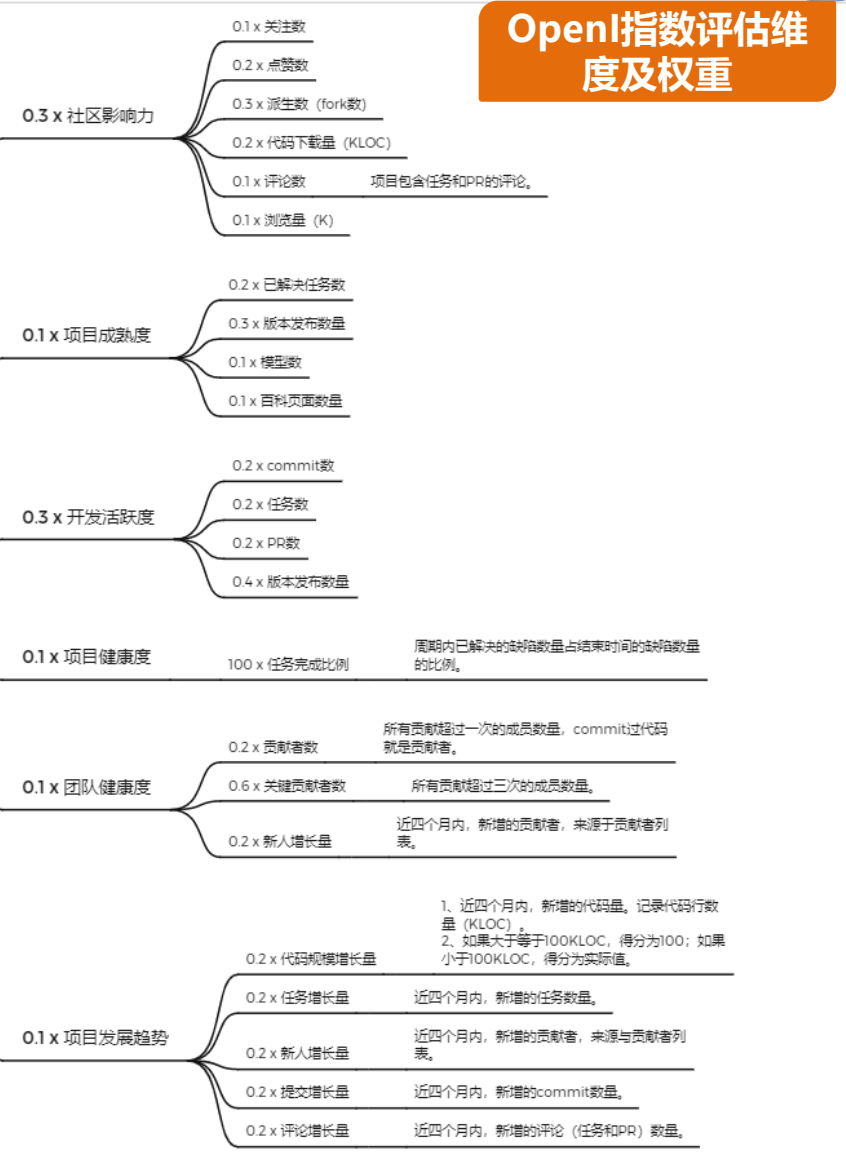 OpenI指数评估维
度及权重
0.3 x 社区影响力
0.1 x 关注数
0.2 x 点赞数
0.3 x 派生数（fork数）
0.2 x 代码下载量（KLOC）
0.1 x 评论数
项目包含任务和PR的评论。
0.1 x 浏览量（K）
0.1 x 项目成熟度
0.2 x 已解决任务数
0.3 x 版本发布数量
0.1 x 模型数
0.1 x 百科页面数量
0.3 x 开发活跃度
0.2 x commit数
0.2 x 任务数
0.2 x PR数
0.4 x 版本发布数量
0.1 x 项目健康度
100 x 任务完成比例
周期内已解决的缺陷数量占结束时间的缺陷数量
的比例。
0.1 x 团队健康度
0.2 x 贡献者数
所有贡献超过一次的成员数量，commit过代码
就是贡献者。
0.6 x 关键贡献者数
所有贡献超过三次的成员数量。
0.2 x 新人增长量
近四个月内，新增的贡献者，来源于贡献者列
表。
0.1 x 项目发展趋势
0.2 x 代码规模增长量
1、近四个月内，新增的代码量。记录代码行数
量（KLOC）。
2、如果大于等于100KLOC，得分为100；如果
小于100KLOC，得分为实际值。
0.2 x 任务增长量
近四个月内，新增的任务数量。
0.2 x 新人增长量
近四个月内，新增的贡献者，来源与贡献者列
表。
0.2 x 提交增长量
近四个月内，新增的commit数量。
0.2 x 评论增长量
近四个月内，新增的评论（任务和PR）数量。